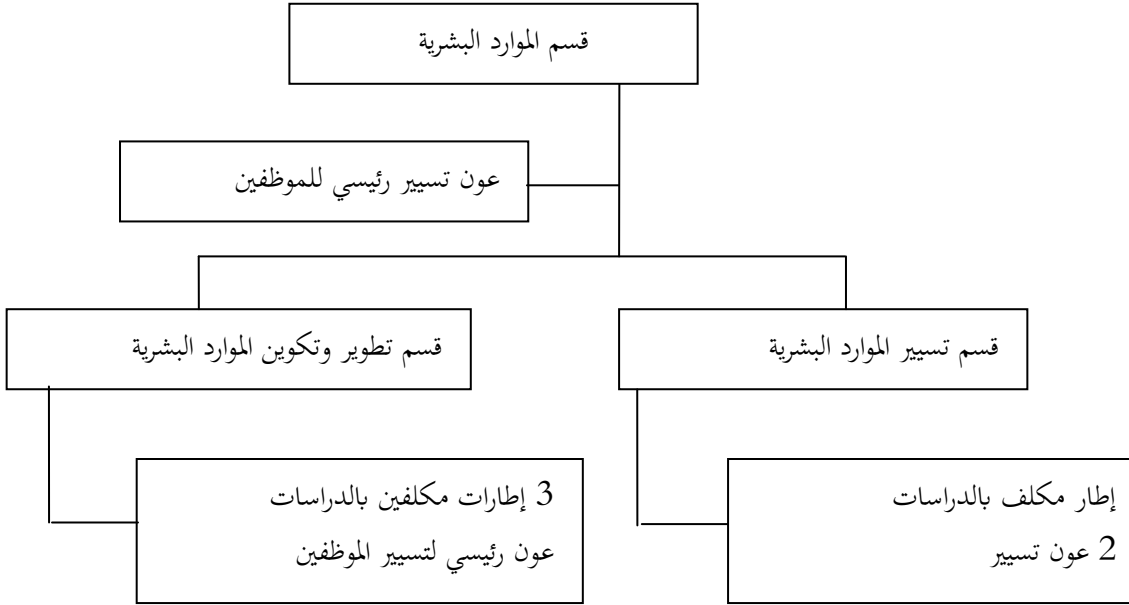 قسم الموارد البشرية
عون تسيير رئيسي للموظفين
قسم تسيير الموارد البشرية
قسم تطوير وتكوين الموارد البشرية
إطار مكلف بالدراسات
2 عون تسيير
3 إطارات مكلفين بالدراسات
عون رئيسي لتسيير الموظفين